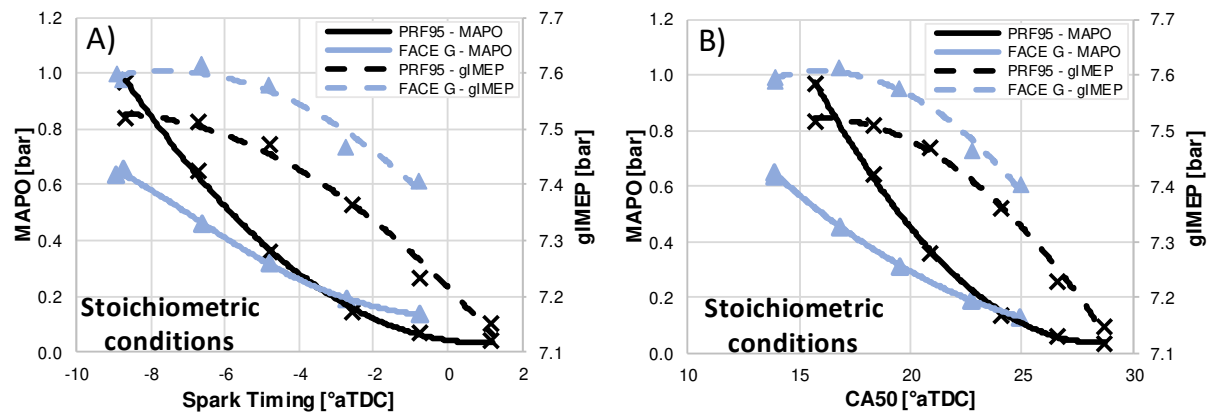 A)
PRF95 - MAPO
FACE G - MAPO
PRF95 - gIMEP
FACE G - gIMEP
1.2
1.0
0.8
0.6
0.4
0.2
0.0
MAPO [bar]
7.7
7.6
7.5
7.4
7.3
7.2
7.1
gIMEP [bar]
Stoichiometric
conditions
-10
-8
-6
-4
-2
0
2
Spark Timing [°aTDC]
B)
PRF95 - MAPO
FACE G - MAPO
PRF95 - gIMEP
FACE G - gIMEP
1.2
1.0
0.8
0.6
0.4
0.2
0.0
MAPO [bar]
7.7
7.6
7.5
7.4
7.3
7.2
7.1
gIMEP [bar]
Stoichiometric
conditions
10
15
20
25
30
CA50 [°aTDC]